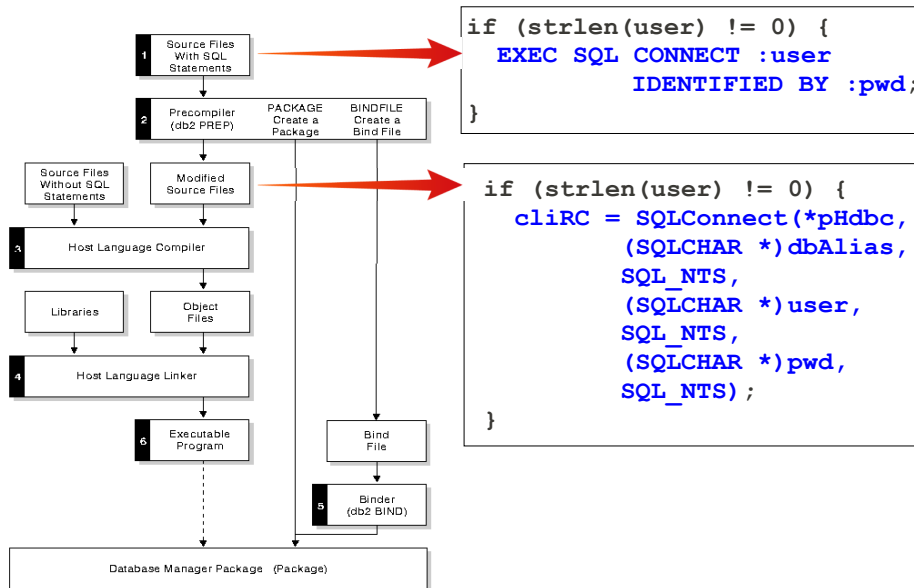 1
Source Files
With SQL
Statements
2
Precompiler
(db2 PREP)
PACKAGE
Create a
Package
BINDFILE
Create a
Bind File
Source Files
Without SQL
Statements
Modified
Source Files
3
Host Language Compiler
Libraries
Object
Files
4
Host Language Linker
6
Executable
Program
Bind
File
5
Binder
(db2 BIND)
Database Manager Package (Package)
if (strlen(user) != 0) {
EXEC SQL CONNECT :user
IDENTIFIED BY :pwd;
}
if (strlen(user) != 0) {
cliRC = SQLConnect(*pHdbc,
(SQLCHAR *)dbAlias,
SQL_NTS,
(SQLCHAR *)user,
SQL_NTS,
(SQLCHAR *)pwd,
SQL_NTS);
}